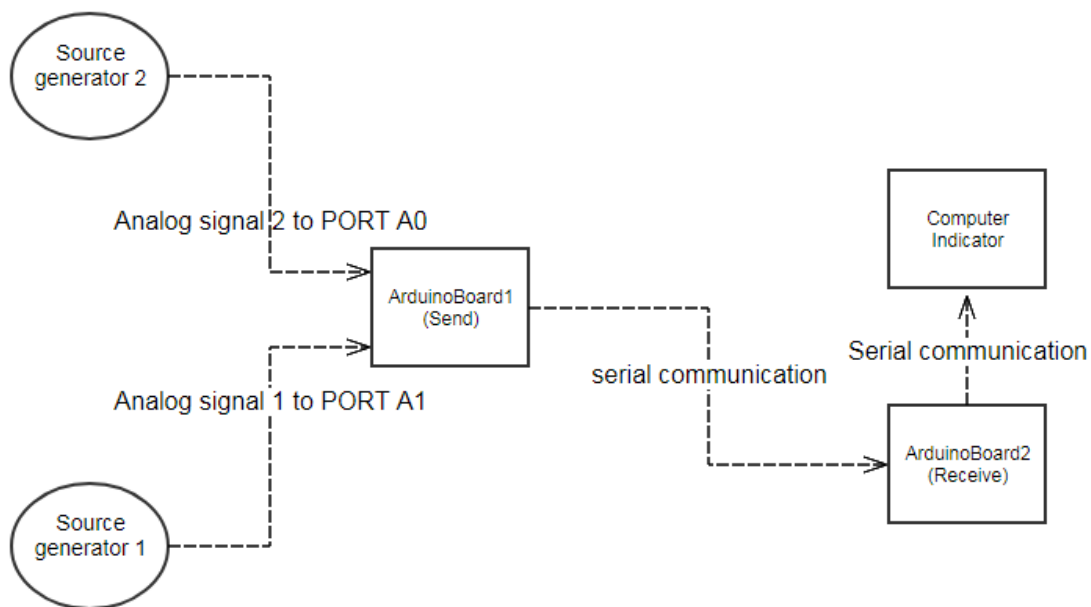 Source
generator 2
Analog signal 2 to PORT A0
ArduinoBoard1
(Send)
Analog signal 1 to PORT A1
Source
generator 1
serial communication
Computer
Indicator
Serial communication
ArduinoBoard2
(Receive)